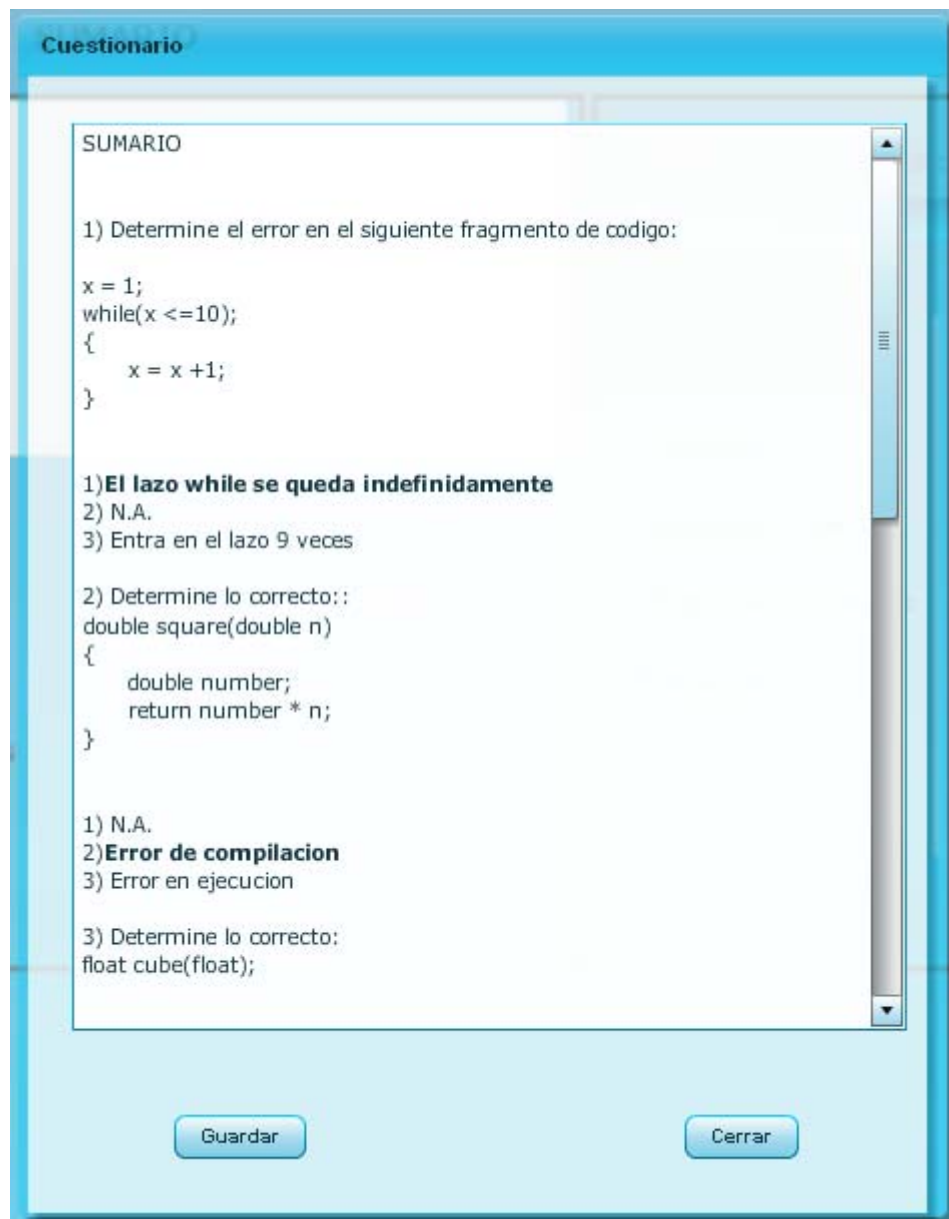 Cuestionario
SUMARIO
1) Determine el error en el siguiente fragmento de codigo:
x = 1;
while(x <=10);
{
x = x +1;
}
1)El lazo while se queda indefinidamente
2) N.A.
3) Entra en el lazo 9 veces
2) Determine lo correcto::
double square(double n)
{
double number;
return number * n;
}
1) N.A.
2)Error de compilacion
3) Error en ejecucion
3) Determine lo correcto:
float cube(float);
Guardar
Cerrar